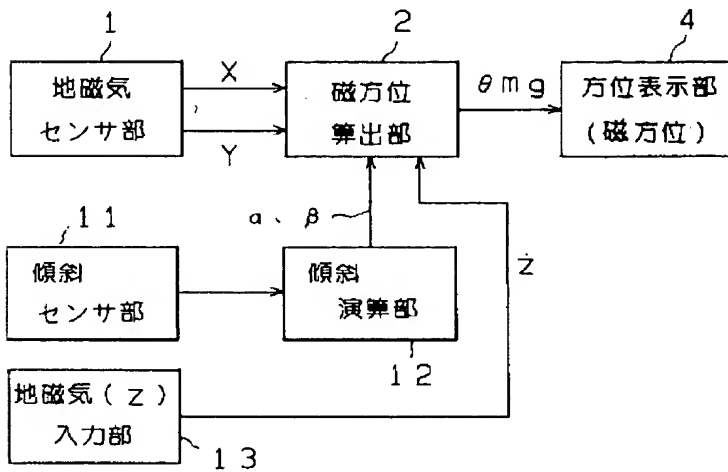 1
地磁気
センサ部
X
Y
2
磁方位
算出部
θmg
4
方位表示部
(磁方位)
11
傾斜
センサ部
α、β
傾斜
演算部
12
Z
地磁気(Z)
入力部
13